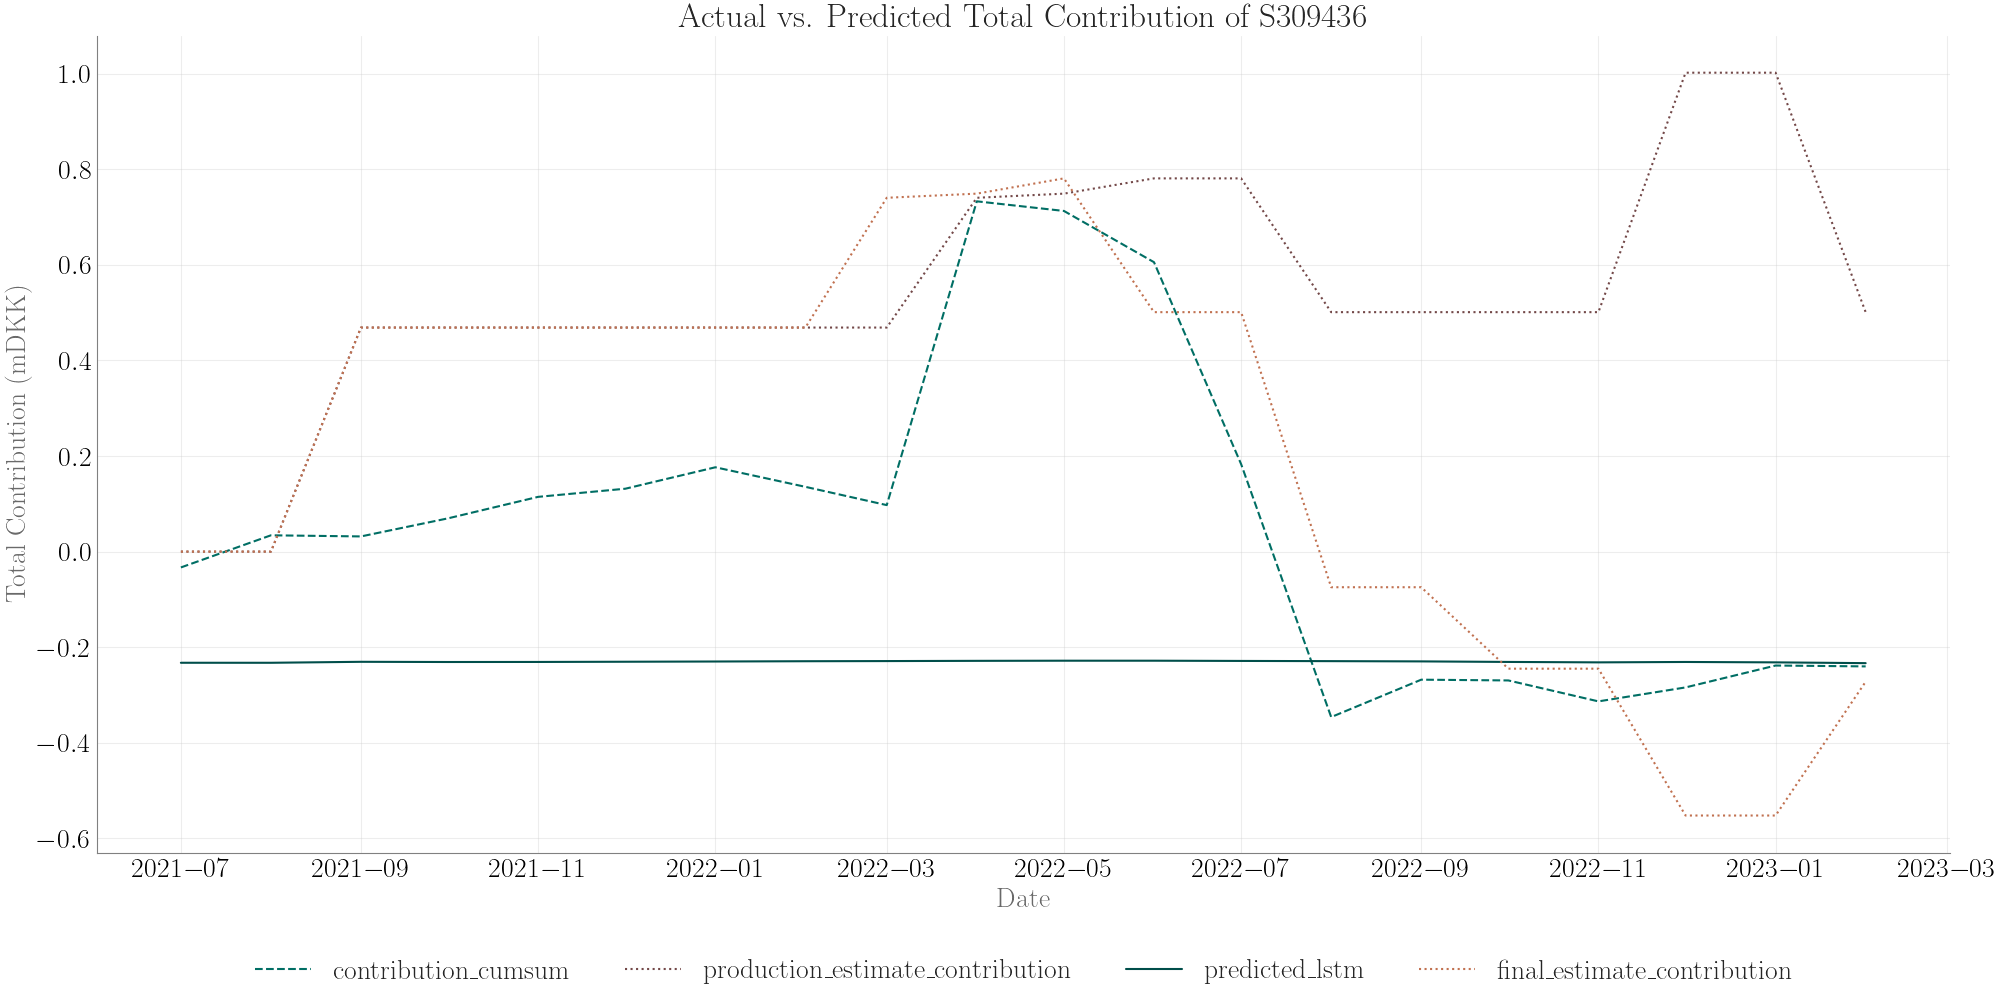 Actual vs. Predicted Total Contribution of S309436
Total Contribution (mDKK)
1.0
0.8
0.6
0.4
0.2
0.0
−0.2
−0.4
−0.6
2021−07 2021−09 2021−11 2022−01 2022−03 2022−05 2022−07 2022−09 2022−11 2023−01 2023−03
Date
contribution_cumsum production_estimate_contribution predicted_lstm final_estimate_contribution